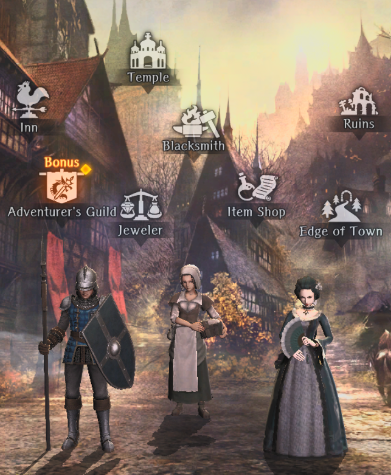 Temple
Inn
Blacksmith
Ruins
Bonus
Adventurer's Guild
Jeweler
Item Shop
Edge of Town